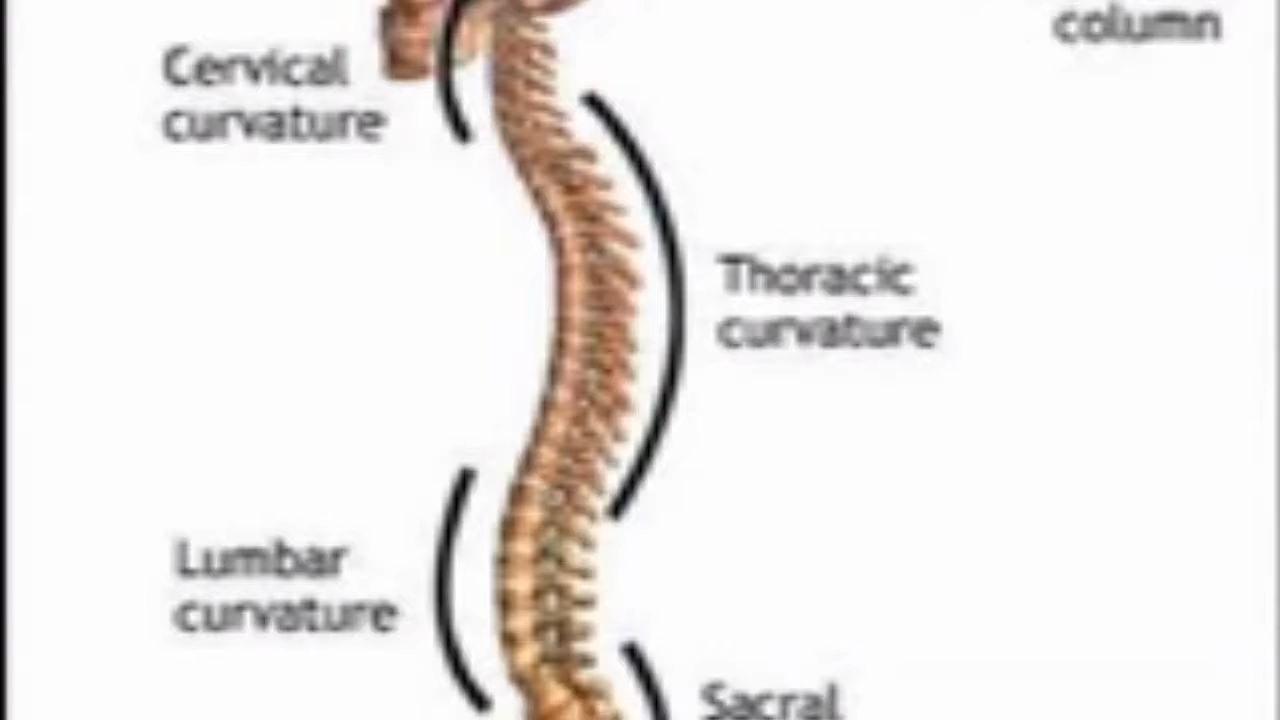 column
Cervical
curvature
Thoracic
curvature
Lumbar
curvature
Sacral